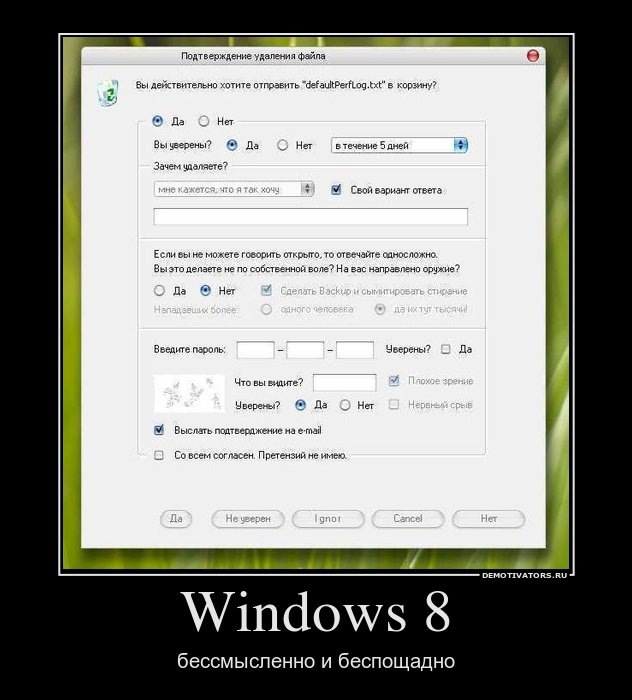 Подтверждение удаления файла
Вы действительно хотите отправить "defaultPerfLog.txt" в корзину?
Да Нет
Вы уверены? Да Нет в течение 5 дней
Зачем удаляете?
мне кажется, что я так хочу Свой вариант ответа
Если вы не можете говорить открыто, то отвечайте односложно.
Вы это делаете не по собственной воле? На вас направлено оружие?
Да Нет Сделать Backup и сымитировать стирание
Нападавших более: одного человека да их тут тысячи!
Введите пароль: – – Уверены? Да
Что вы видите? Плохое зрение
Уверены? Да Нет Нервный срыв
Выслать подтверджение на e-mail
Со всем согласен. Претензий не имею.
Да Не уверен Ignor Cancel Нет
DEMOTIVATORS.RU
Windows 8
бессмысленно и беспощадно